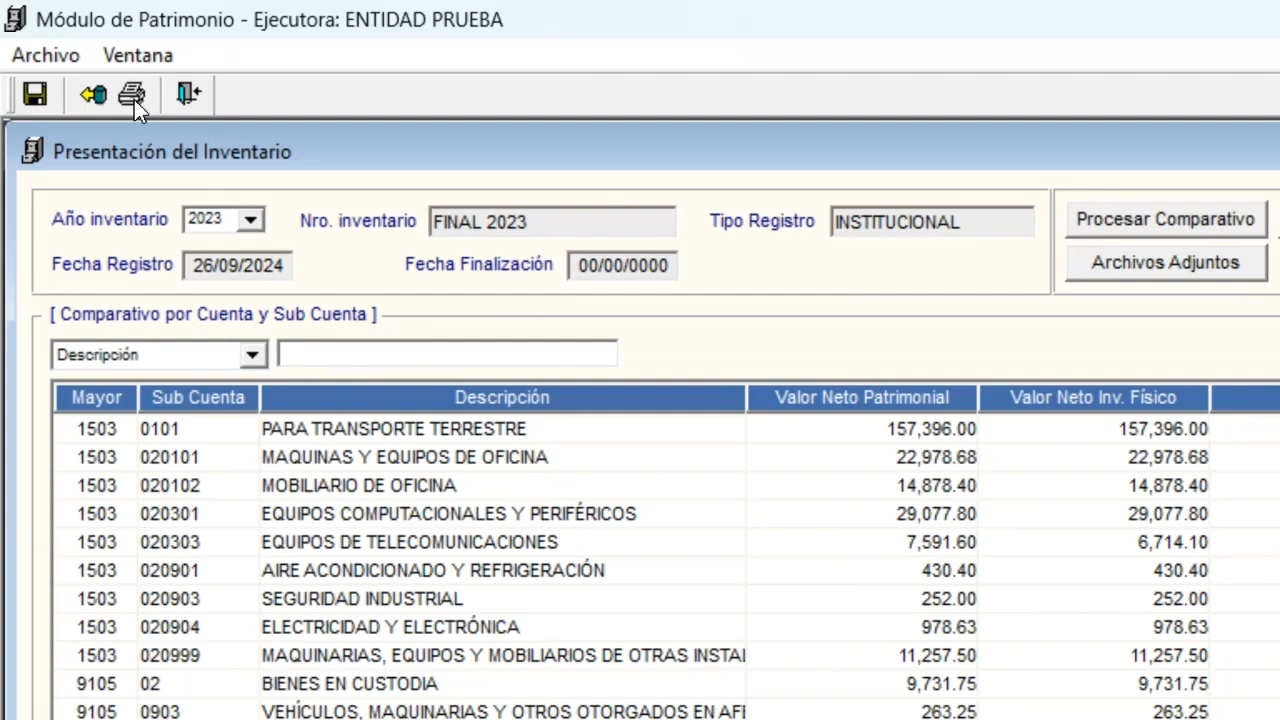 Módulo de Patrimonio - Ejecutora: ENTIDAD PRUEBA
Archivo Ventana
Presentación del Inventario
Año inventario 2023 Nro. inventario FINAL 2023 Tipo Registro INSTITUCIONAL Procesar Comparativo
Fecha Registro 26/09/2024 Fecha Finalización 00/00/0000 Archivos Adjuntos
[ Comparativo por Cuenta y Sub Cuenta ]
Descripción
Mayor Sub Cuenta Descripción Valor Neto Patrimonial Valor Neto Inv. Físico
1503 0101 PARA TRANSPORTE TERRESTRE 157,396.00 157,396.00
1503 020101 MAQUINAS Y EQUIPOS DE OFICINA 22,978.68 22,978.68
1503 020102 MOBILIARIO DE OFICINA 14,878.40 14,878.40
1503 020301 EQUIPOS COMPUTACIONALES Y PERIFÉRICOS 29,077.80 29,077.80
1503 020303 EQUIPOS DE TELECOMUNICACIONES 7,591.60 6,714.10
1503 020901 AIRE ACONDICIONADO Y REFRIGERACIÓN 430.40 430.40
1503 020903 SEGURIDAD INDUSTRIAL 252.00 252.00
1503 020904 ELECTRICIDAD Y ELECTRÓNICA 978.63 978.63
1503 020999 MAQUINARIAS, EQUIPOS Y MOBILIARIOS DE OTRAS INSTAL 11,257.50 11,257.50
9105 02 BIENES EN CUSTODIA 9,731.75 9,731.75
9105 0903 VEHÍCULOS, MAQUINARIAS Y OTROS OTORGADOS EN AFE 263.25 263.25